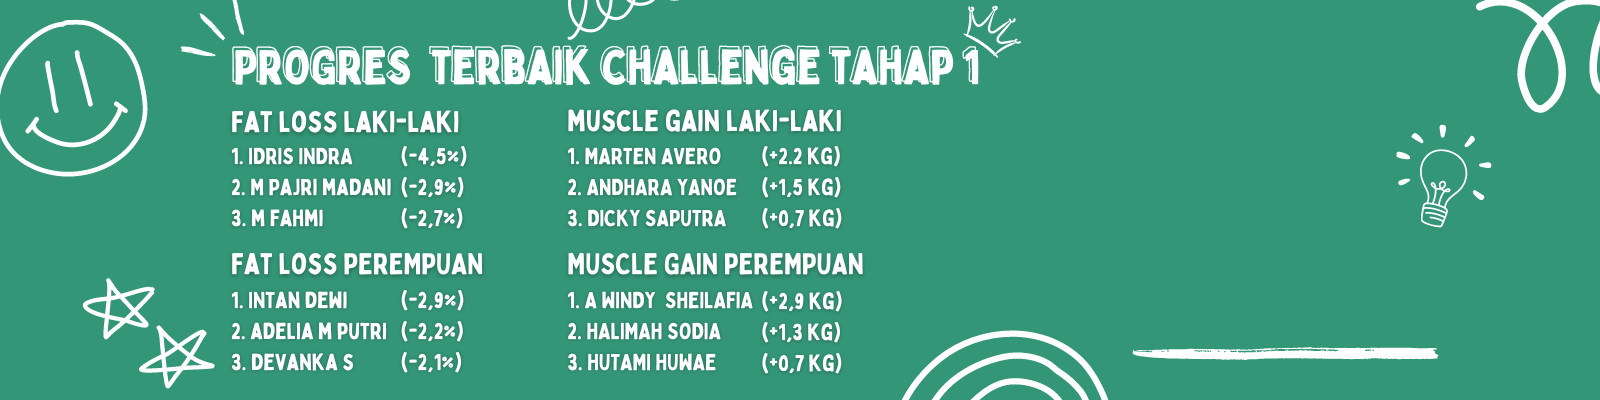 PROGRES TERBAIK CHALLENGE TAHAP 1
FAT LOSS LAKI-LAKI
1. IDRIS INDRA (-4,5%)
2. M PAJRI MADANI (-2,9%)
3. M FAHMI (-2,7%)
MUSCLE GAIN LAKI-LAKI
1. MARTEN AVERO (+2.2 KG)
2. ANDHARA YANOE (+1,5 KG)
3. DICKY SAPUTRA (+0,7 KG)
FAT LOSS PEREMPUAN
1. INTAN DEWI (-2,9%)
2. ADELIA M PUTRI (-2,2%)
3. DEVANKA S (-2,1%)
MUSCLE GAIN PEREMPUAN
1. A WINDY SHEILAFIA (+2,9 KG)
2. HALIMAH SODIA (+1,3 KG)
3. HUTAMI HUWAE (+0,7 KG)